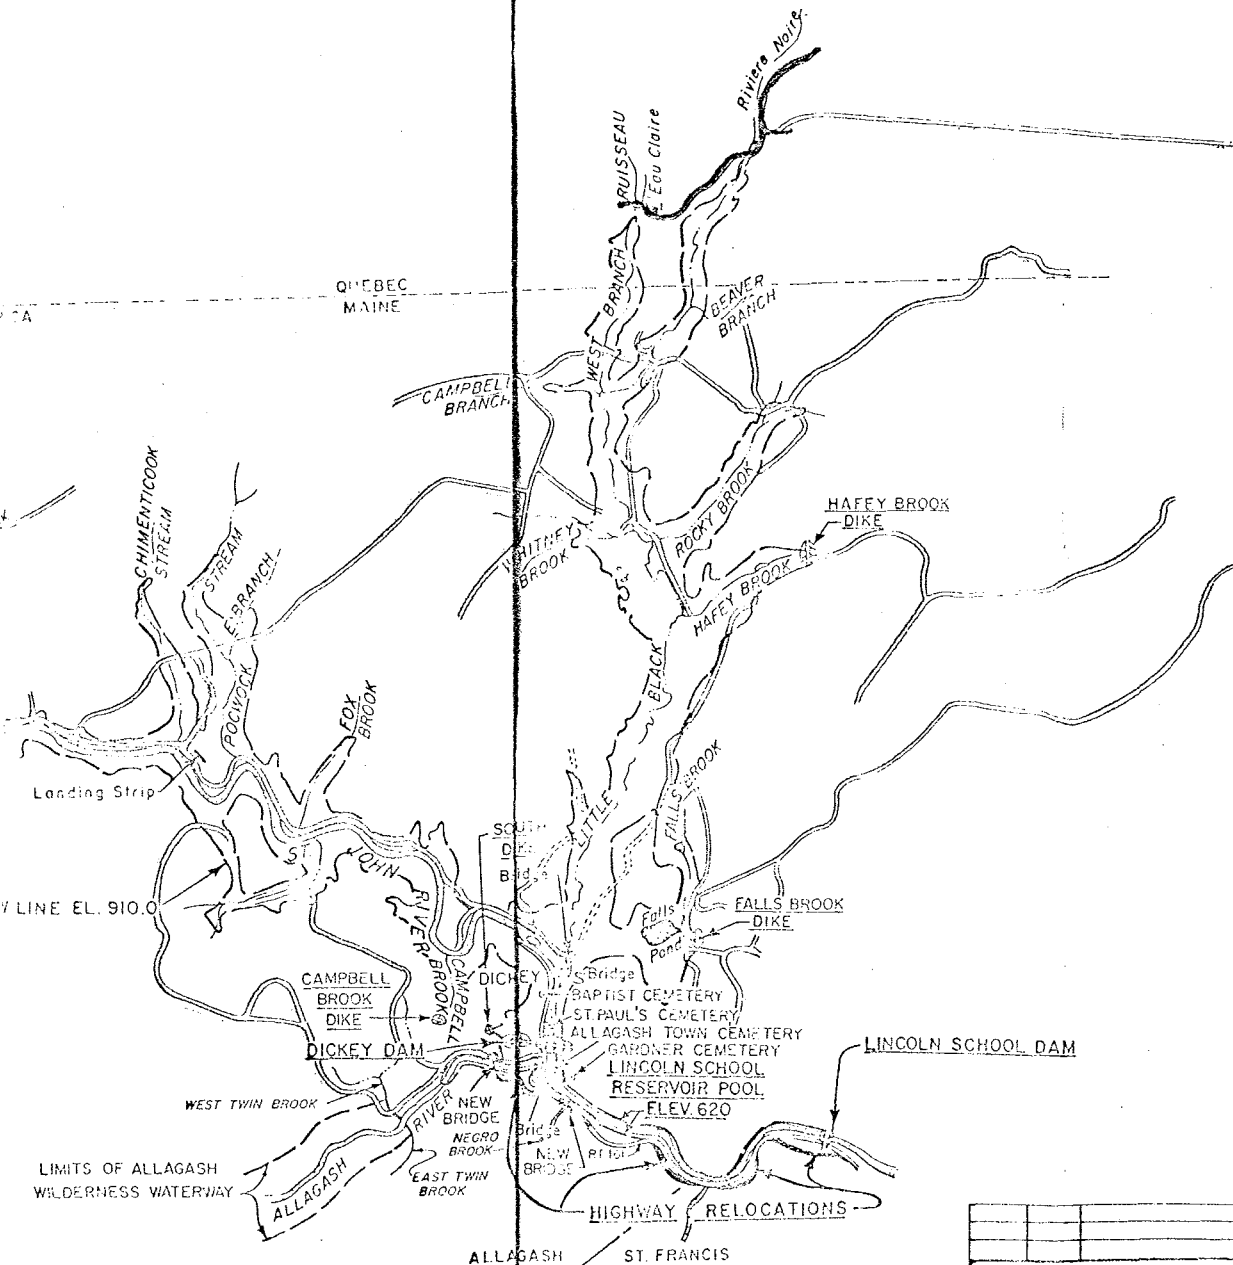 Riviere Noire
RUISSEAU
Eau Claire
QUEBEC
MAINE
WEST BRANCH
BEAVER
BRANCH
CAMPBELL
BRANCH
CHIMENTICOOK
STREAM
STREAM
E. BRANCH
POCWOCK
FOX
BROOK
WHITNEY
BROOK
ROCKY BROOK
HAFEY BROOK
DIKE
HAFEY BROOK
LITTLE BLACK
FALLS BROOK
Landing Strip
ST. JOHN RIVER
SOUTH
DIKE
Bridge
LINE EL. 910.0
FALLS BROOK
DIKE
Falls
Pond
CAMPBELL
BROOK
DIKE
CAMPBELL
BROOK
DICKEY
Bridge
BAPTIST CEMETERY
ST. PAUL'S CEMETERY
ALLAGASH TOWN CEMETERY
GARDNER CEMETERY
DICKEY DAM
LINCOLN SCHOOL
RESERVOIR POOL
ELEV. 620
LINCOLN SCHOOL DAM
WEST TWIN BROOK
NEW
BRIDGE
NEGRO
BROOK
Bridge
NEW
BRIDGE
EAST TWIN
BROOK
LIMITS OF ALLAGASH
WILDERNESS WATERWAY
ALLAGASH RIVER
HIGHWAY RELOCATIONS
ALLAGASH
ST. FRANCIS